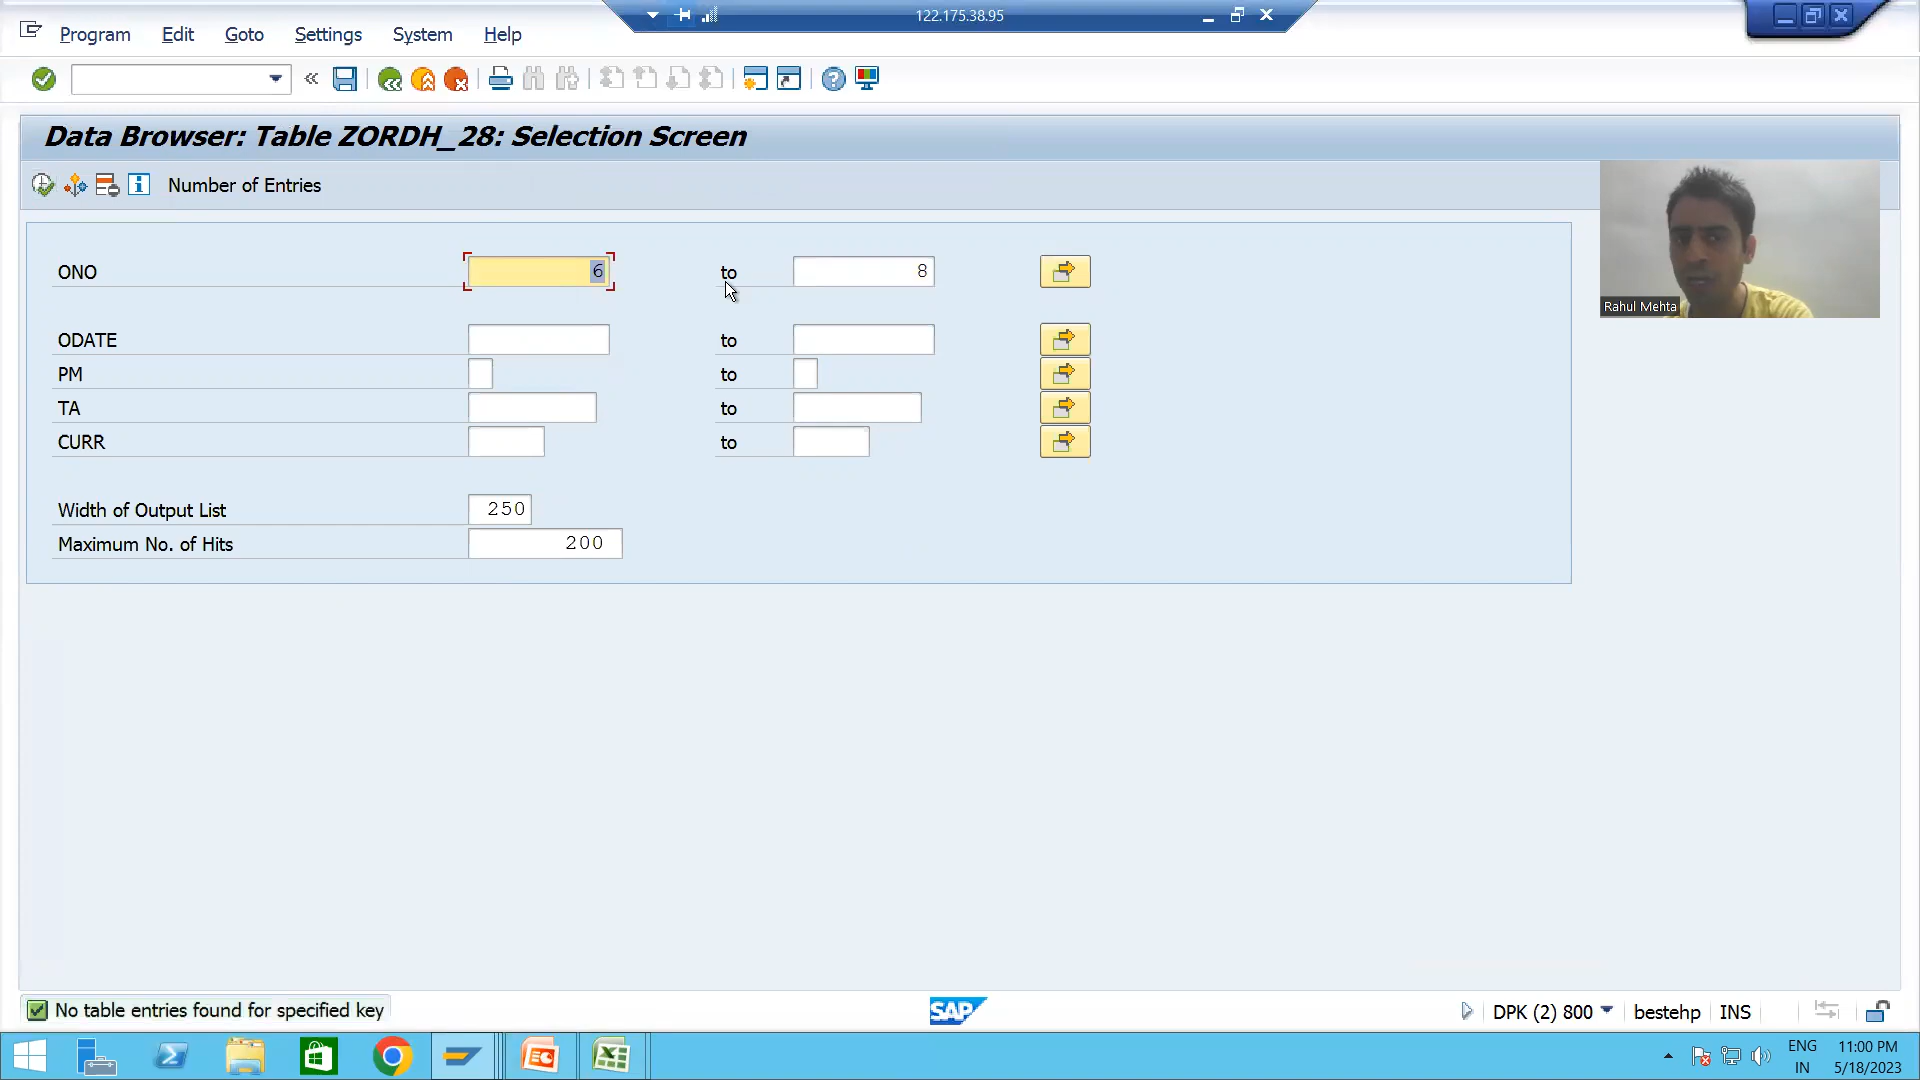 122.175.38.95
Program Edit Goto Settings System Help
Data Browser: Table ZORDH_28: Selection Screen
Number of Entries
Rahul Mehta
ONO 6 to 8
ODATE to
PM to
TA to
CURR to
Width of Output List 250
Maximum No. of Hits 200
No table entries found for specified key
SAP
DPK (2) 800 bestehp INS
ENG 11:00 PM
IN 5/18/2023